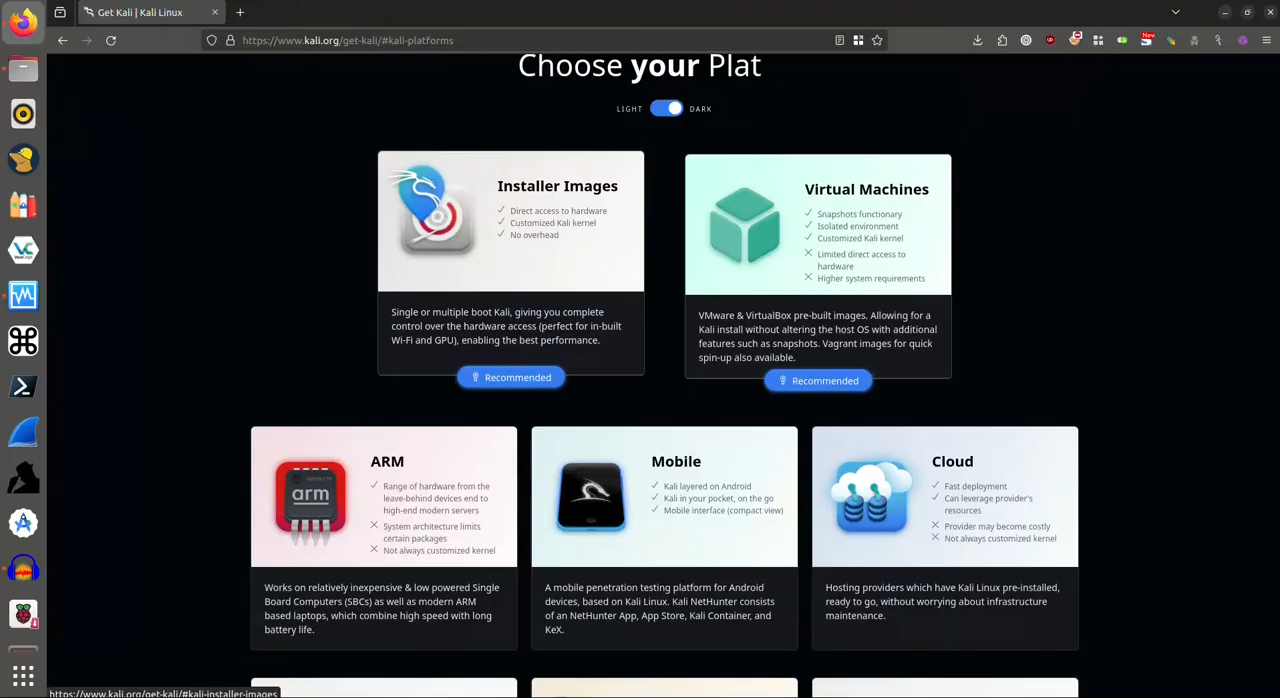 Get Kali | Kali Linux
https://www.kali.org/get-kali/#kali-platforms
New
Choose your Plat
LIGHT
DARK
Installer Images
Direct access to hardware
Customized Kali kernel
No overhead
Single or multiple boot Kali, giving you complete
control over the hardware access (perfect for in-built
Wi-Fi and GPU), enabling the best performance.
Recommended
Virtual Machines
Snapshots functionary
Isolated environment
Customized Kali kernel
Limited direct access to
hardware
Higher system requirements
VMware & VirtualBox pre-built images. Allowing for a
Kali install without altering the host OS with additional
features such as snapshots. Vagrant images for quick
spin-up also available.
Recommended
ARM
Range of hardware from the
leave-behind devices end to
high-end modern servers
System architecture limits
certain packages
Not always customized kernel
arm
Works on relatively inexpensive & low powered Single
Board Computers (SBCs) as well as modern ARM
based laptops, which combine high speed with long
battery life.
Mobile
Kali layered on Android
Kali in your pocket, on the go
Mobile interface (compact view)
A mobile penetration testing platform for Android
devices, based on Kali Linux. Kali NetHunter consists
of an NetHunter App, App Store, Kali Container, and
KeX.
Cloud
Fast deployment
Can leverage provider's
resources
Provider may become costly
Not always customized kernel
Hosting providers which have Kali Linux pre-installed,
ready to go, without worrying about infrastructure
maintenance.
https://www.kali.org/get-kali/#kali-installer-images